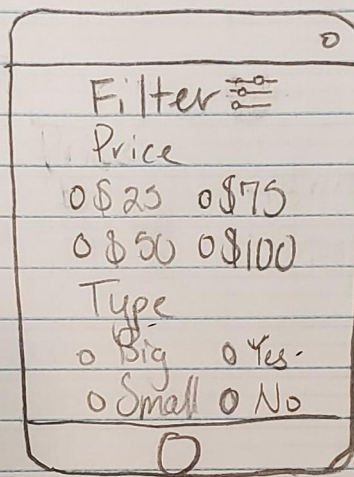 Filter
Price
$25 $75
$50 $100
Type
Big Yes
Small No